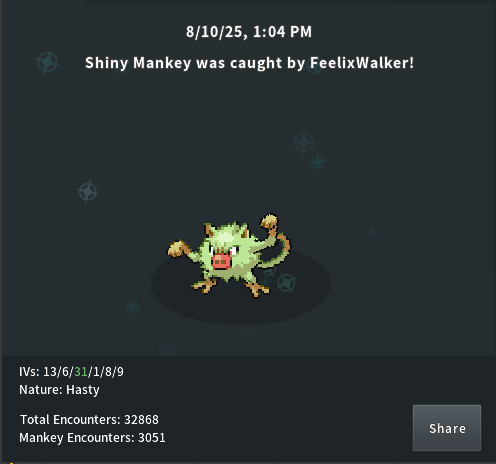 8/10/25, 1:04 PM
Shiny Mankey was caught by FeelixWalker!
IVs: 13/6/31/1/8/9
Nature: Hasty
Total Encounters: 32868
Mankey Encounters: 3051
Share